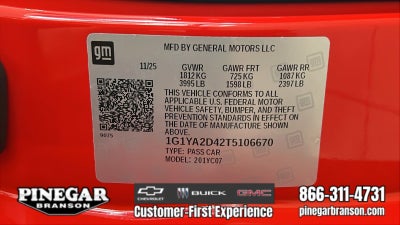 gm
MFD BY GENERAL MOTORS LLC
11/25 GVWR GAWR FRT GAWR RR
1812 KG 725 KG 1087 KG
3995 LB 1598 LB 2397 LB
THIS VEHICLE CONFORMS TO ALL
APPLICABLE U.S. FEDERAL MOTOR
VEHICLE SAFETY, BUMPER, AND THEFT
PREVENTION STANDARDS IN EFFECT ON
THE DATE OF MANUFACTURE SHOWN ABOVE.
1G1YA2D42T5106670
TYPE: PASS CAR
MODEL: 201YC07
9075
PINEGAR
BRANSON
CHEVROLET BUICK GMC
Customer-First Experience
866-311-4731
pinegarbranson.com